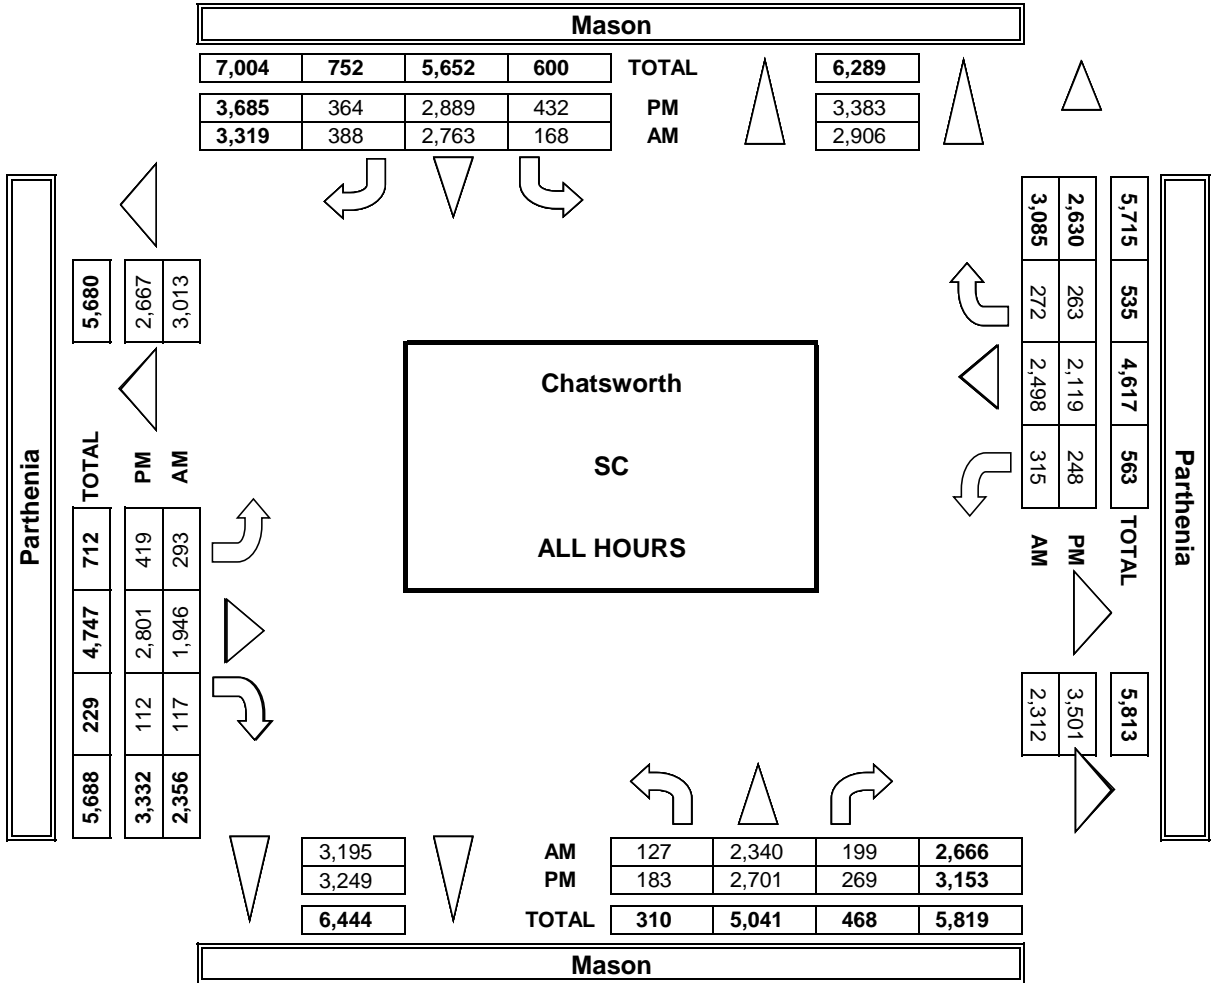 Mason
7,004 752 5,652 600 TOTAL 6,289
3,685 364 2,889 432 PM 3,383
3,319 388 2,763 168 AM 2,906
Parthenia
5,680
2,667
3,013
TOTAL 712 4,747 229 5,688
PM 419 2,801 112 3,332
AM 293 1,946 117 2,356
Chatsworth
SC
ALL HOURS
5,715 535 4,617 563 TOTAL 5,813
2,630 263 2,119 248 PM 3,501
3,085 272 2,498 315 AM 2,312
Parthenia
3,195 AM 127 2,340 199 2,666
3,249 PM 183 2,701 269 3,153
6,444 TOTAL 310 5,041 468 5,819
Mason